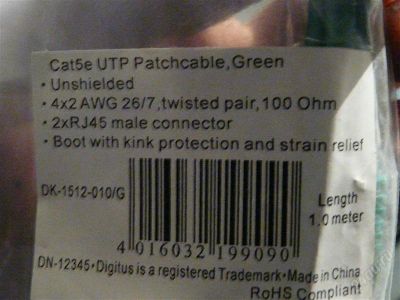 Cat5e UTP Patchcable, Green
• Unshielded
• 4x2 AWG 26/7, twisted pair, 100 Ohm
• 2xRJ45 male connector
• Boot with kink protection and strain relief
DK-1512-010/G
Length
1.0 meter
4 016032 199090
DN-12345 • Digitus is a registered Trademark • Made in China
RoHS Compliant